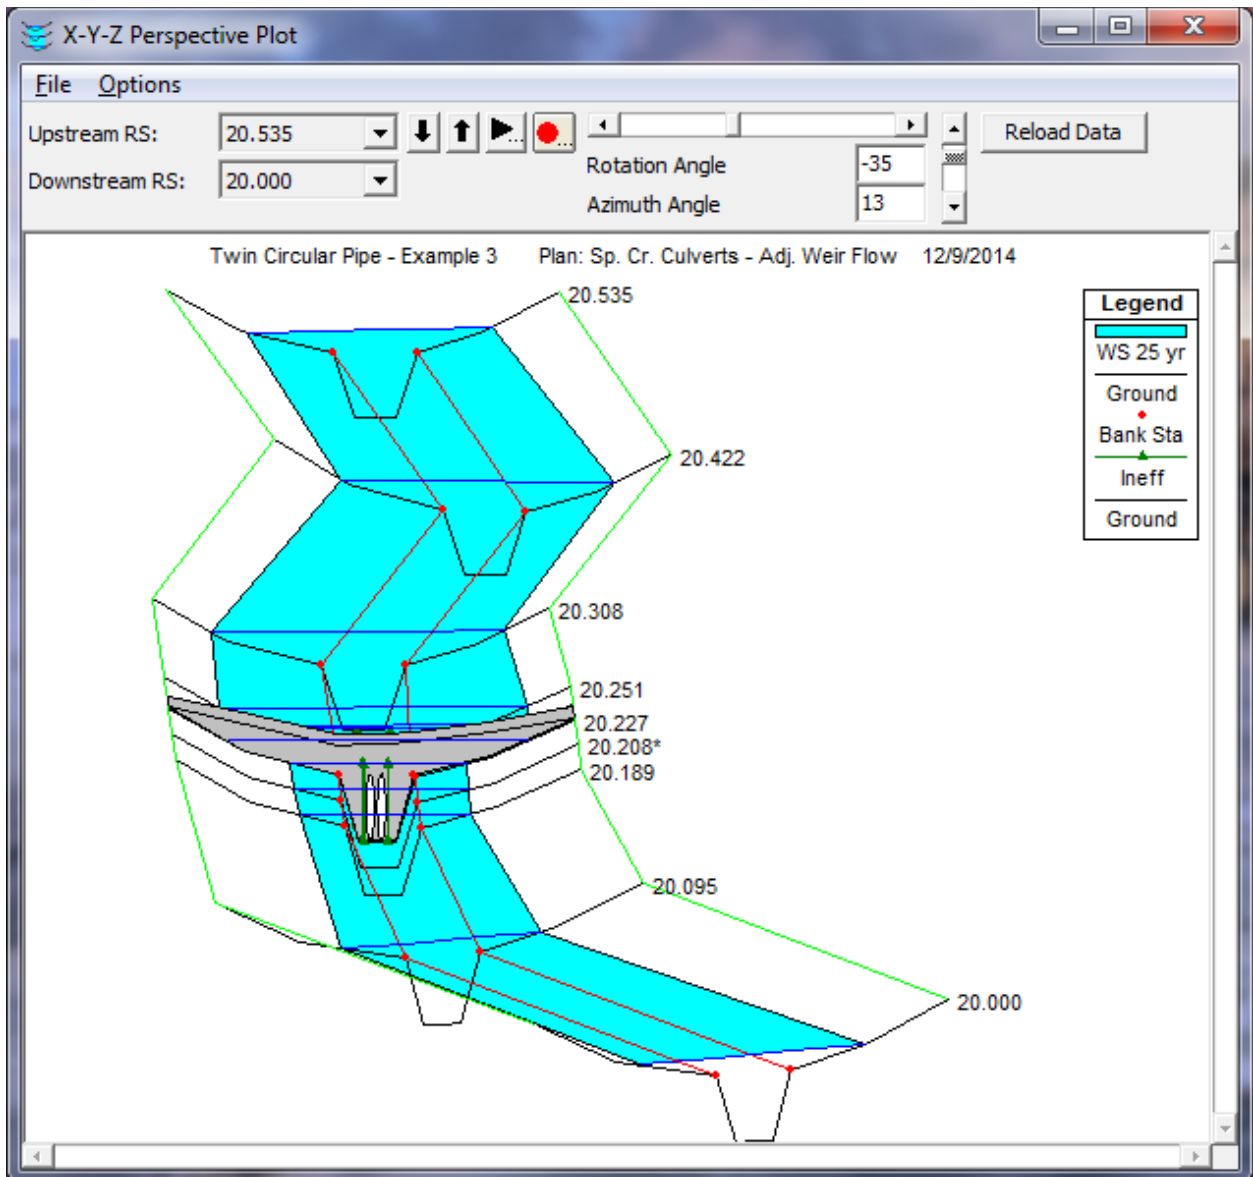 X-Y-Z Perspective Plot
File Options
Upstream RS: 20.535
Downstream RS: 20.000
Rotation Angle -35
Azimuth Angle 13
Reload Data
Twin Circular Pipe - Example 3 Plan: Sp. Cr. Culverts - Adj. Weir Flow 12/9/2014
20.535
20.422
20.308
20.251
20.227
20.208*
20.189
20.095
20.000
Legend
WS 25 yr
Ground
Bank Sta
Ineff
Ground